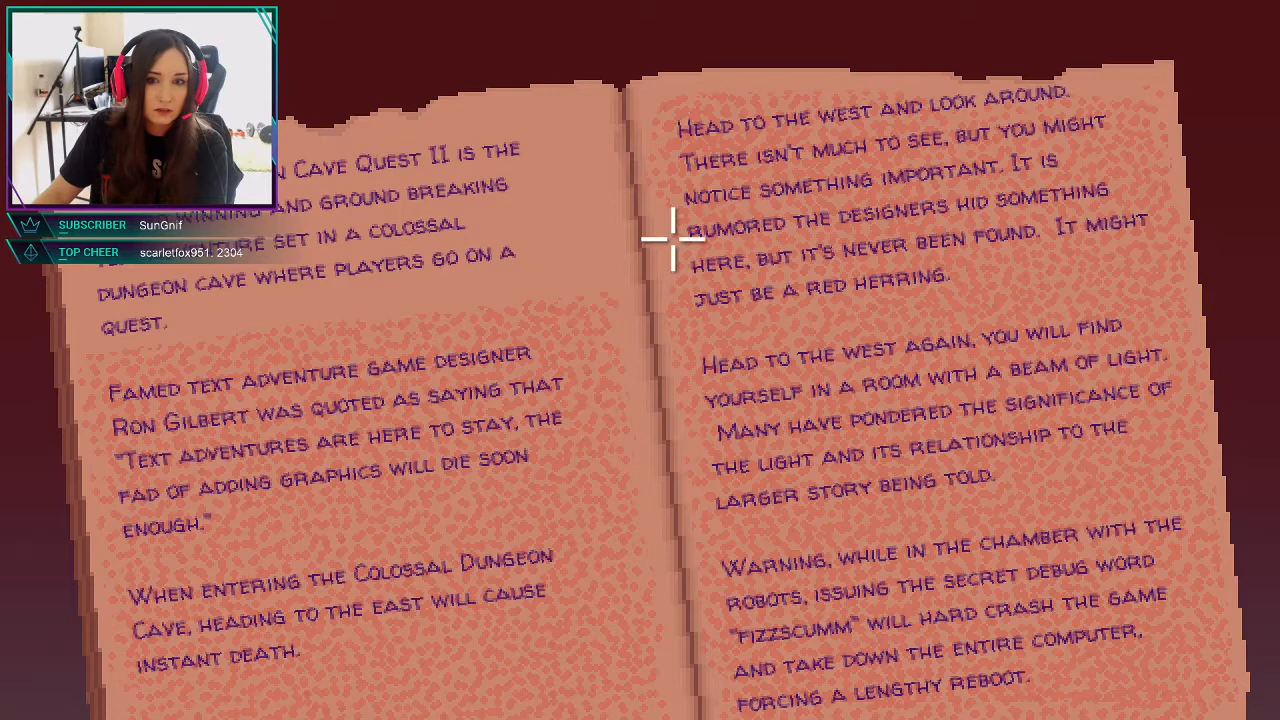 N CAVE QUEST II IS THE
WINNING AND GROUND BREAKING
SET IN A COLOSSAL
DUNGEON CAVE WHERE PLAYERS GO ON A
QUEST.
FAMED TEXT ADVENTURE GAME DESIGNER
RON GILBERT WAS QUOTED AS SAYING THAT
"TEXT ADVENTURES ARE HERE TO STAY, THE
FAD OF ADDING GRAPHICS WILL DIE SOON
ENOUGH."
WHEN ENTERING THE COLOSSAL DUNGEON
CAVE, HEADING TO THE EAST WILL CAUSE
INSTANT DEATH.
HEAD TO THE WEST AND LOOK AROUND.
THERE ISN'T MUCH TO SEE, BUT YOU MIGHT
NOTICE SOMETHING IMPORTANT. IT IS
RUMORED THE DESIGNERS HID SOMETHING
HERE, BUT IT'S NEVER BEEN FOUND. IT MIGHT
JUST BE A RED HERRING.
HEAD TO THE WEST AGAIN, YOU WILL FIND
YOURSELF IN A ROOM WITH A BEAM OF LIGHT.
MANY HAVE PONDERED THE SIGNIFICANCE OF
THE LIGHT AND ITS RELATIONSHIP TO THE
LARGER STORY BEING TOLD.
WARNING, WHILE IN THE CHAMBER WITH THE
ROBOTS, ISSUING THE SECRET DEBUG WORD
"FIZZSCUMM" WILL HARD CRASH THE GAME
AND TAKE DOWN THE ENTIRE COMPUTER,
FORCING A LENGTHY REBOOT.
SUBSCRIBER SunGnif
TOP CHEER scarletfox951: 2304